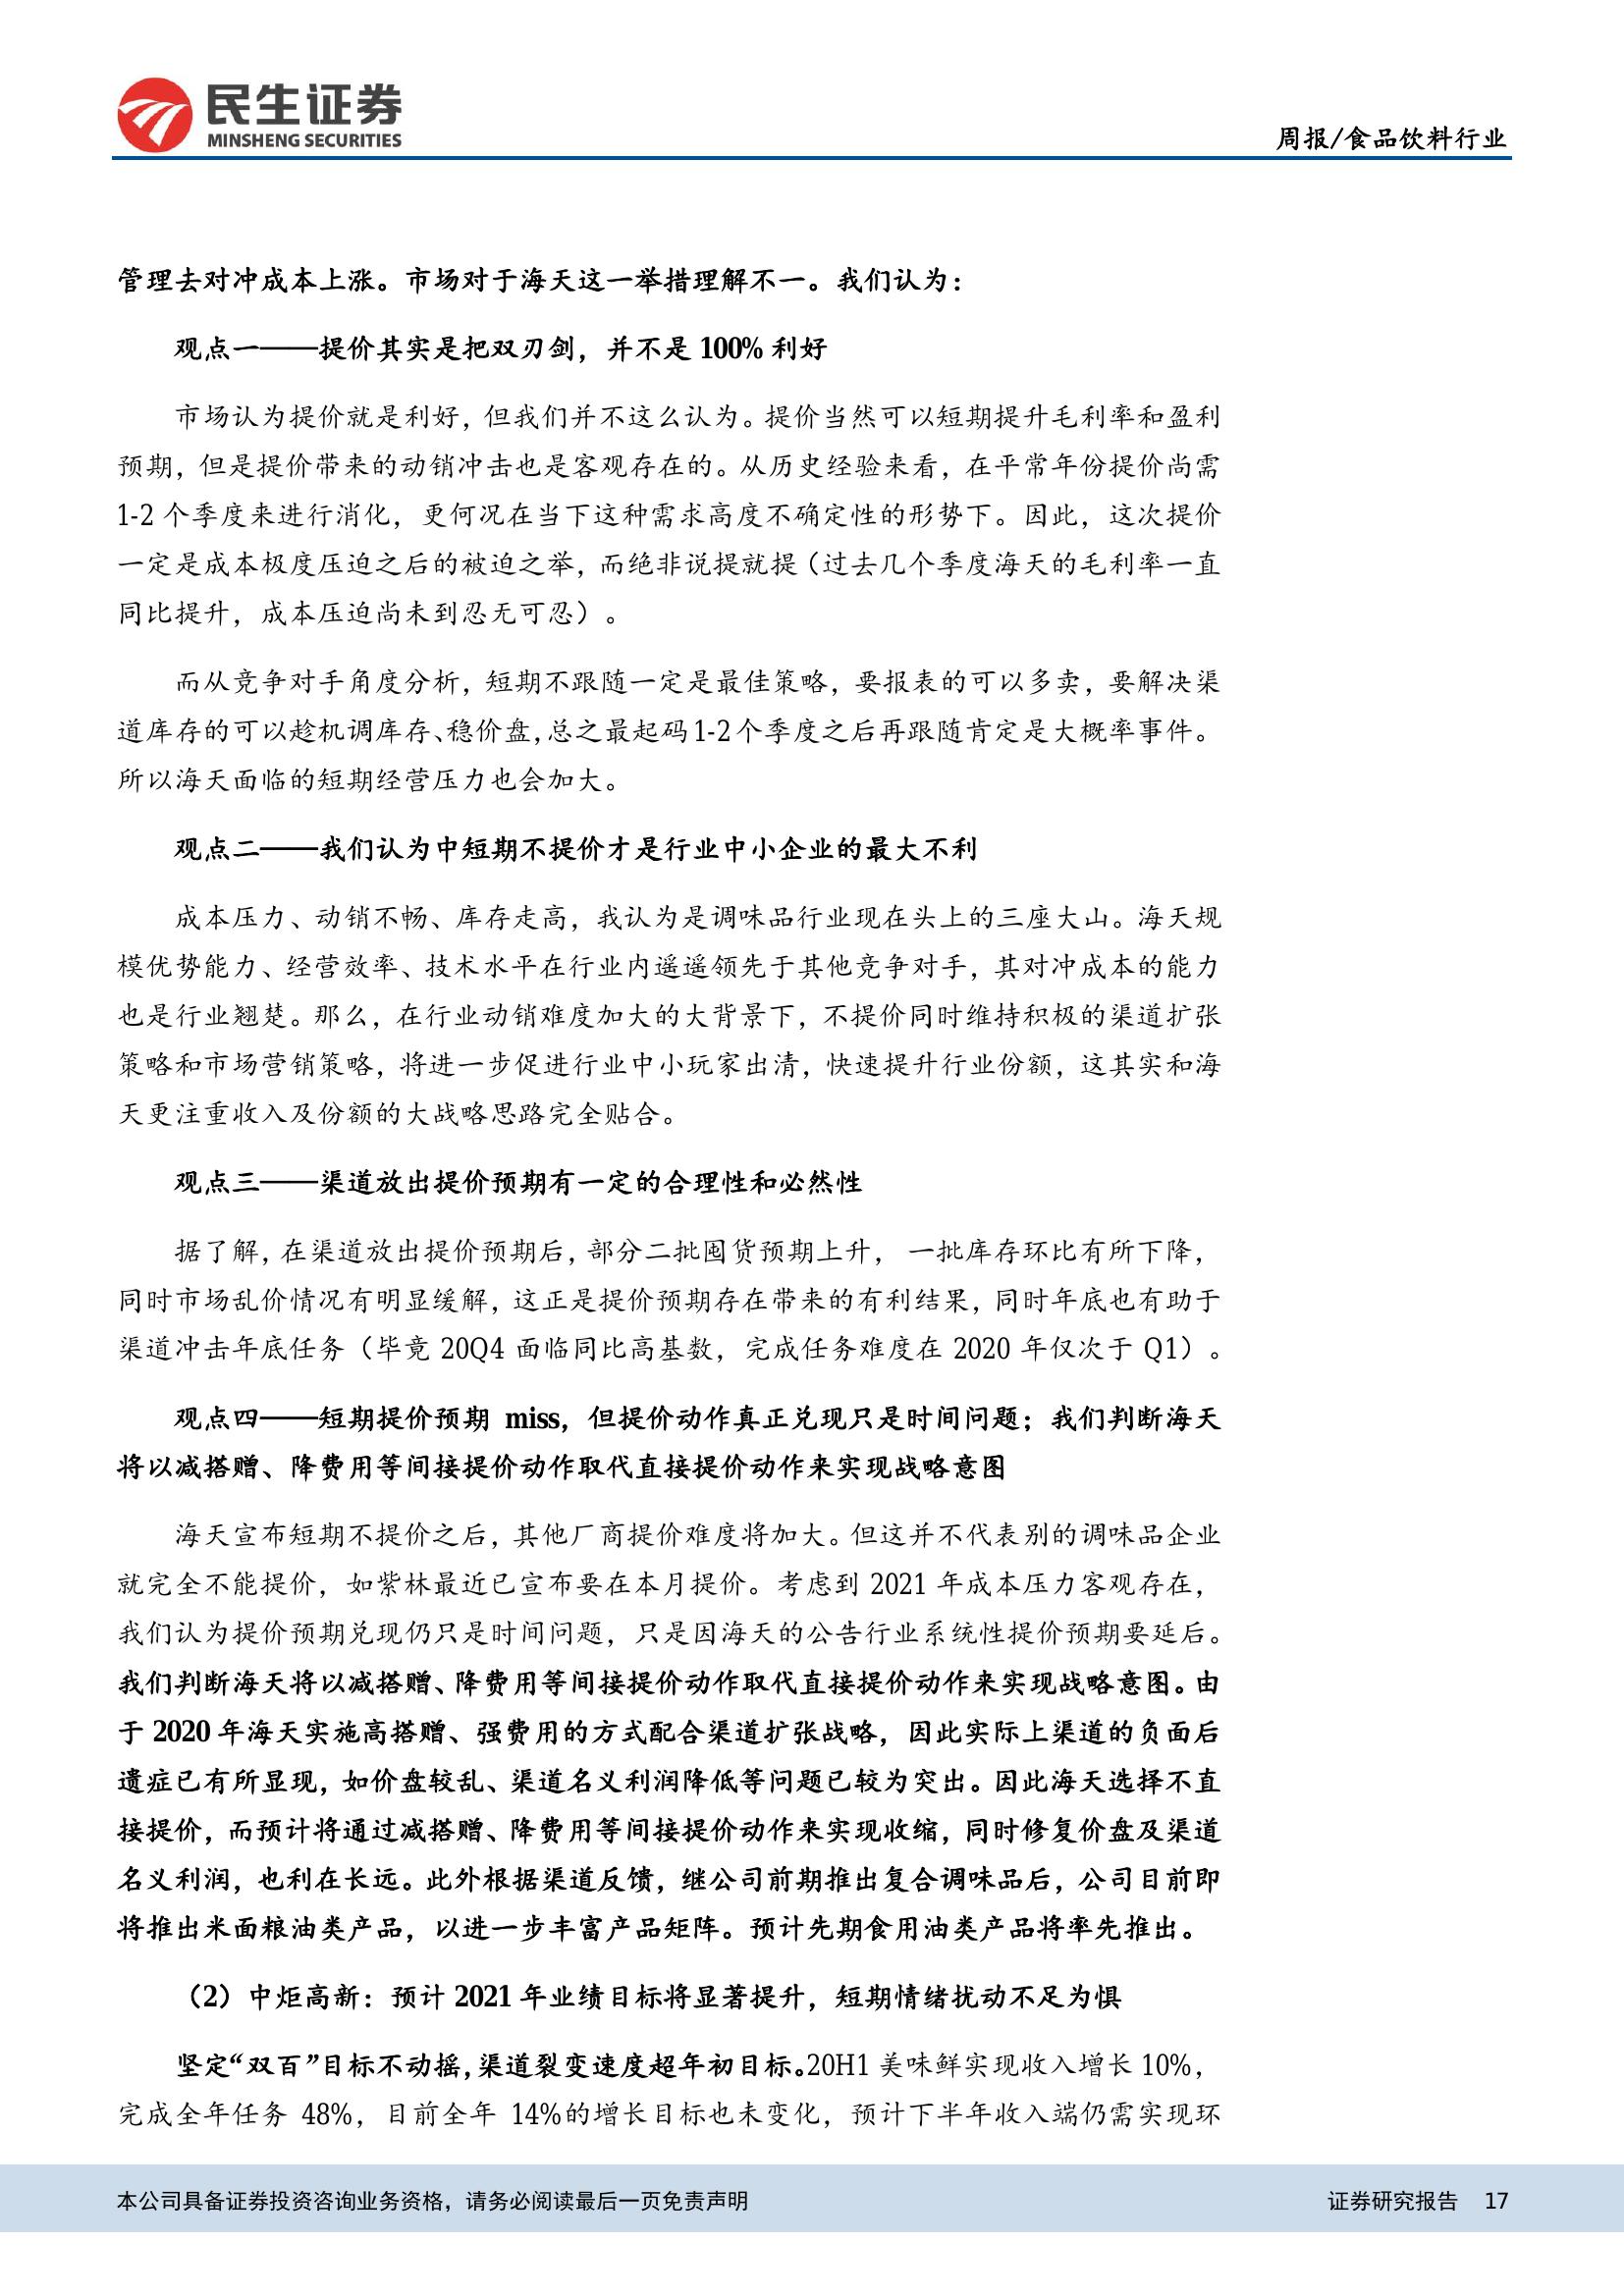 民生证券
MINSHENG SECURITIES
周报/食品饮料行业
管理去对冲成本上涨。市场对于海天这一举措理解不一。我们认为：
观点一——提价其实是把双刃剑，并不是 100% 利好
市场认为提价就是利好，但我们并不这么认为。提价当然可以短期提升毛利率和盈利
预期，但是提价带来的动销冲击也是客观存在的。从历史经验来看，在平常年份提价尚需
1-2 个季度来进行消化，更何况在当下这种需求高度不确定性的形势下。因此，这次提价
一定是成本极度压迫之后的被迫之举，而绝非说提就提（过去几个季度海天的毛利率一直
同比提升，成本压迫尚未到忍无可忍）。
而从竞争对手角度分析，短期不跟随一定是最佳策略，要报表的可以多卖，要解决渠
道库存的可以趁机调库存、稳价盘，总之最起码 1-2 个季度之后再跟随肯定是大概率事件。
所以海天面临的短期经营压力也会加大。
观点二——我们认为中短期不提价才是行业中小企业的最大不利
成本压力、动销不畅、库存走高，我认为是调味品行业现在头上的三座大山。海天规
模优势能力、经营效率、技术水平在行业内遥遥领先于其他竞争对手，其对冲成本的能力
也是行业翘楚。那么，在行业动销难度加大的大背景下，不提价同时维持积极的渠道扩张
策略和市场营销策略，将进一步促进行业中小玩家出清，快速提升行业份额，这其实和海
天更注重收入及份额的大战略思路完全贴合。
观点三——渠道放出提价预期有一定的合理性和必然性
据了解，在渠道放出提价预期后，部分二批囤货预期上升， 一批库存环比有所下降，
同时市场乱价情况有明显缓解，这正是提价预期存在带来的有利结果，同时年底也有助于
渠道冲击年底任务（毕竟 20Q4 面临同比高基数，完成任务难度在 2020 年仅次于 Q1）。
观点四——短期提价预期 miss，但提价动作真正兑现只是时间问题；我们判断海天
将以减搭赠、降费用等间接提价动作取代直接提价动作来实现战略意图
海天宣布短期不提价之后，其他厂商提价难度将加大。但这并不代表别的调味品企业
就完全不能提价，如紫林最近已宣布要在本月提价。考虑到 2021 年成本压力客观存在，
我们认为提价预期兑现仍只是时间问题，只是因海天的公告行业系统性提价预期要延后。
我们判断海天将以减搭赠、降费用等间接提价动作取代直接提价动作来实现战略意图。由
于 2020 年海天实施高搭赠、强费用的方式配合渠道扩张战略，因此实际上渠道的负面后
遗症已有所显现，如价盘较乱、渠道名义利润降低等问题已较为突出。因此海天选择不直
接提价，而预计将通过减搭赠、降费用等间接提价动作来实现收缩，同时修复价盘及渠道
名义利润，也利在长远。此外根据渠道反馈，继公司前期推出复合调味品后，公司目前即
将推出米面粮油类产品，以进一步丰富产品矩阵。预计先期食用油类产品将率先推出。
（2）中炬高新：预计 2021 年业绩目标将显著提升，短期情绪扰动不足为惧
坚定“双百”目标不动摇，渠道裂变速度超年初目标。20H1 美味鲜实现收入增长 10%，
完成全年任务 48%，目前全年 14%的增长目标也未变化，预计下半年收入端仍需实现环
本公司具备证券投资咨询业务资格，请务必阅读最后一页免责声明
证券研究报告 17